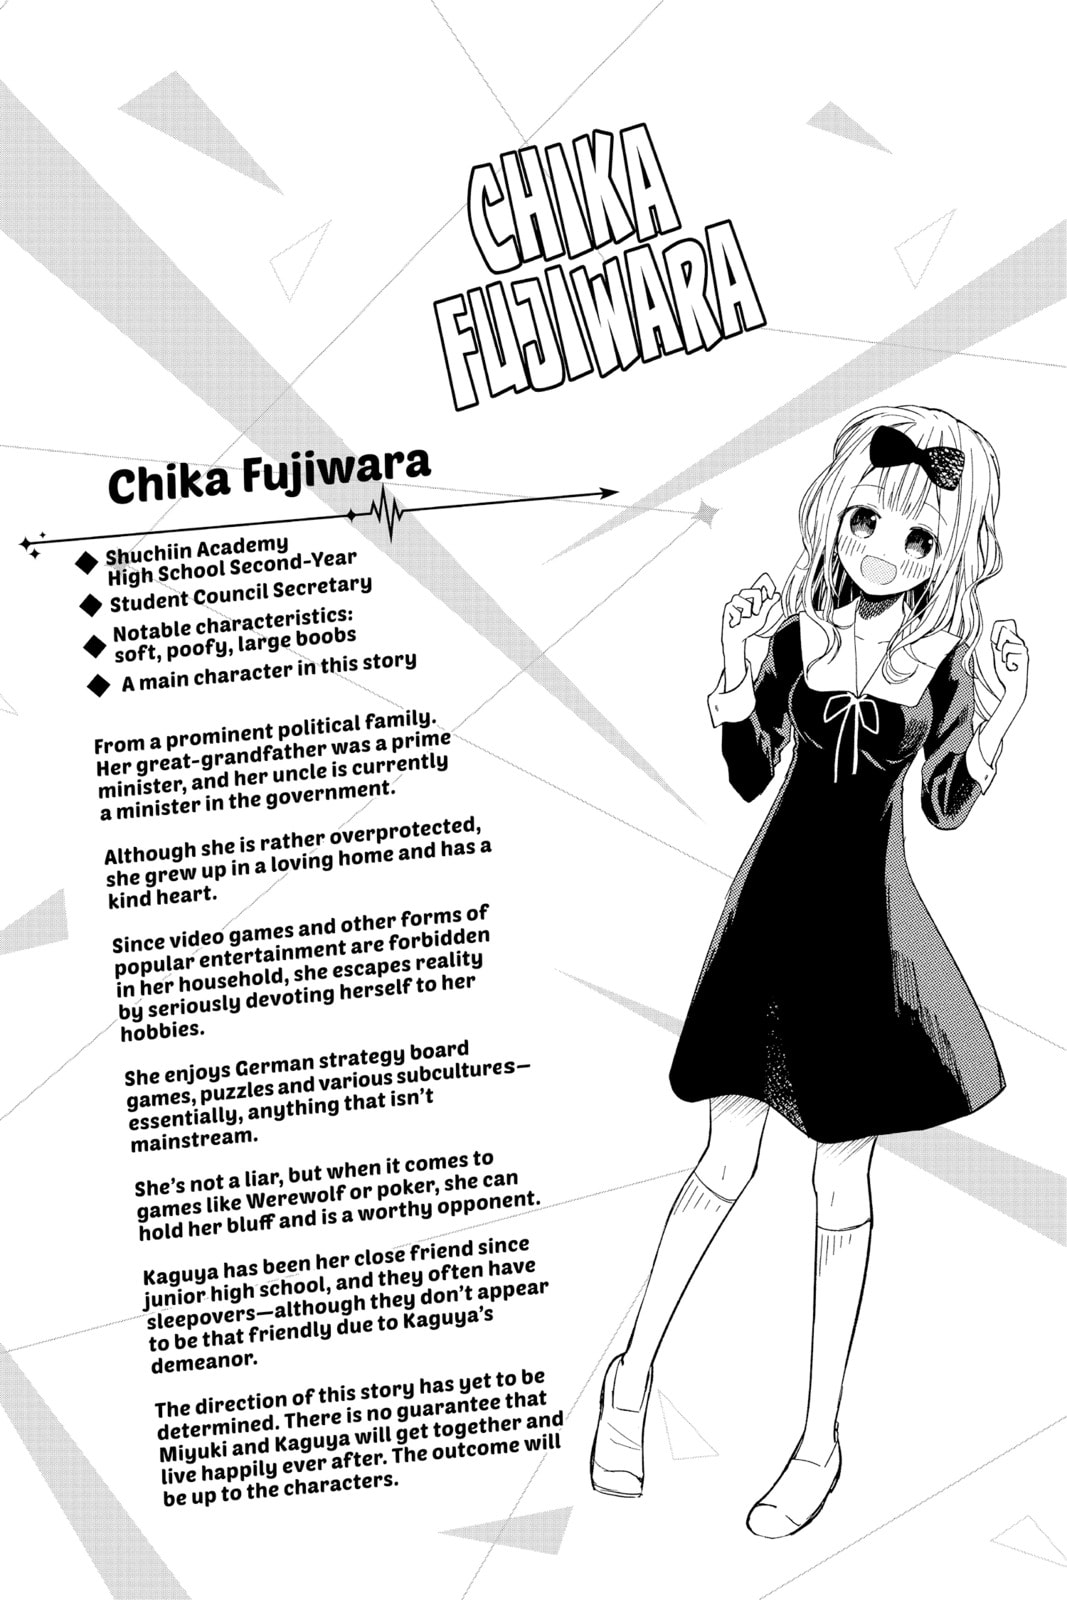 CHIKA
FUJIWARA
Chika Fujiwara
◆ Shuchiin Academy
High School Second-Year
◆ Student Council Secretary
◆ Notable characteristics:
soft, poofy, large boobs
◆ A main character in this story
From a prominent political family.
Her great-grandfather was a prime
minister, and her uncle is currently
a minister in the government.
Although she is rather overprotected,
she grew up in a loving home and has a
kind heart.
Since video games and other forms of
popular entertainment are forbidden
in her household, she escapes reality
by seriously devoting herself to her
hobbies.
She enjoys German strategy board
games, puzzles and various subcultures—
essentially, anything that isn't
mainstream.
She's not a liar, but when it comes to
games like Werewolf or poker, she can
hold her bluff and is a worthy opponent.
Kaguya has been her close friend since
junior high school, and they often have
sleepovers—although they don't appear
to be that friendly due to Kaguya's
demeanor.
The direction of this story has yet to be
determined. There is no guarantee that
Miyuki and Kaguya will get together and
live happily ever after. The outcome will
be up to the characters.